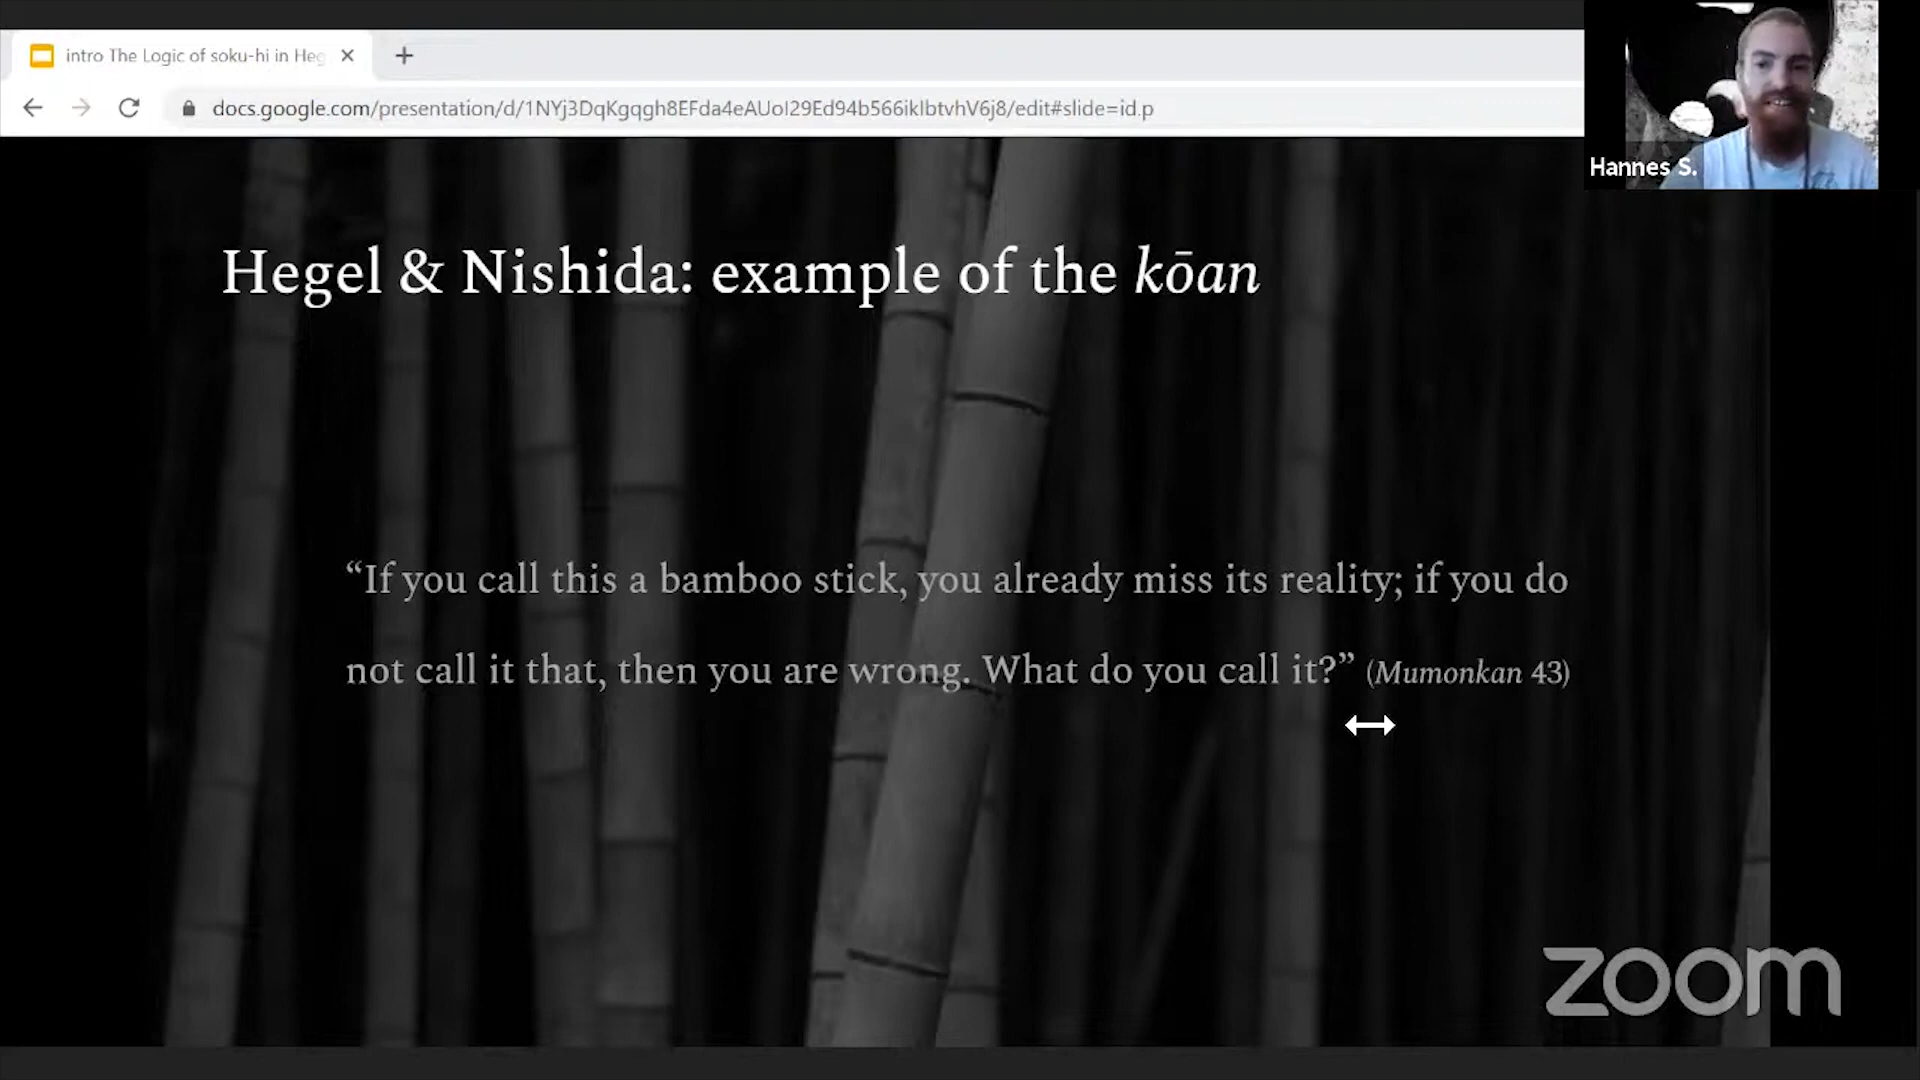 intro The Logic of soku-hi in Heg
docs.google.com/presentation/d/1NYj3DqKgqgh8EFda4eAUoI29Ed94b566ikIbtvhV6j8/edit#slide=id.p
Hannes S.
Hegel & Nishida: example of the kōan
“If you call this a bamboo stick, you already miss its reality; if you do
not call it that, then you are wrong. What do you call it?” (Mumonkan 43)
zoom